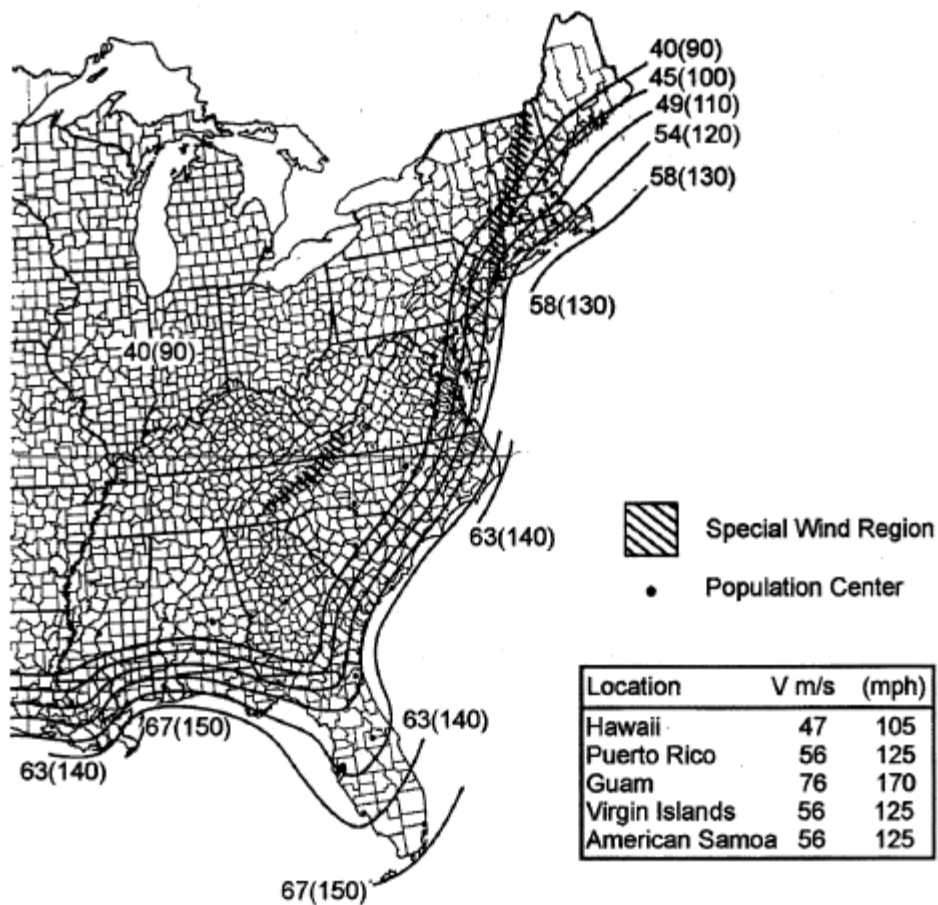 40(90)
45(100)
49(110)
54(120)
58(130)
58(130)
40(90)
63(140)
Special Wind Region
Population Center
67(150)
63(140)
63(140)
67(150)
Location V m/s (mph)
Hawaii 47 105
Puerto Rico 56 125
Guam 76 170
Virgin Islands 56 125
American Samoa 56 125